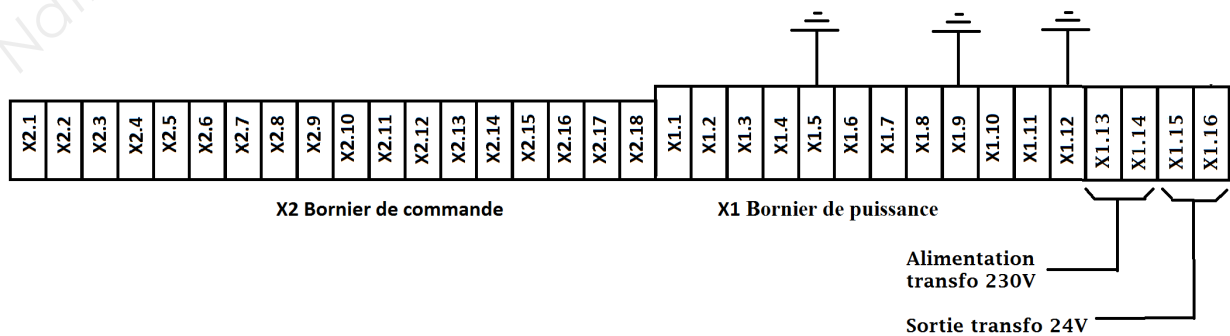 X2.1 X2.2 X2.3 X2.4 X2.5 X2.6 X2.7 X2.8 X2.9 X2.10 X2.11 X2.12 X2.13 X2.14 X2.15 X2.16 X2.17 X2.18 X1.1 X1.2 X1.3 X1.4 X1.5 X1.6 X1.7 X1.8 X1.9 X1.10 X1.11 X1.12 X1.13 X1.14 X1.15 X1.16
X2 Bornier de commande X1 Bornier de puissance
Alimentation
transfo 230V
Sortie transfo 24V